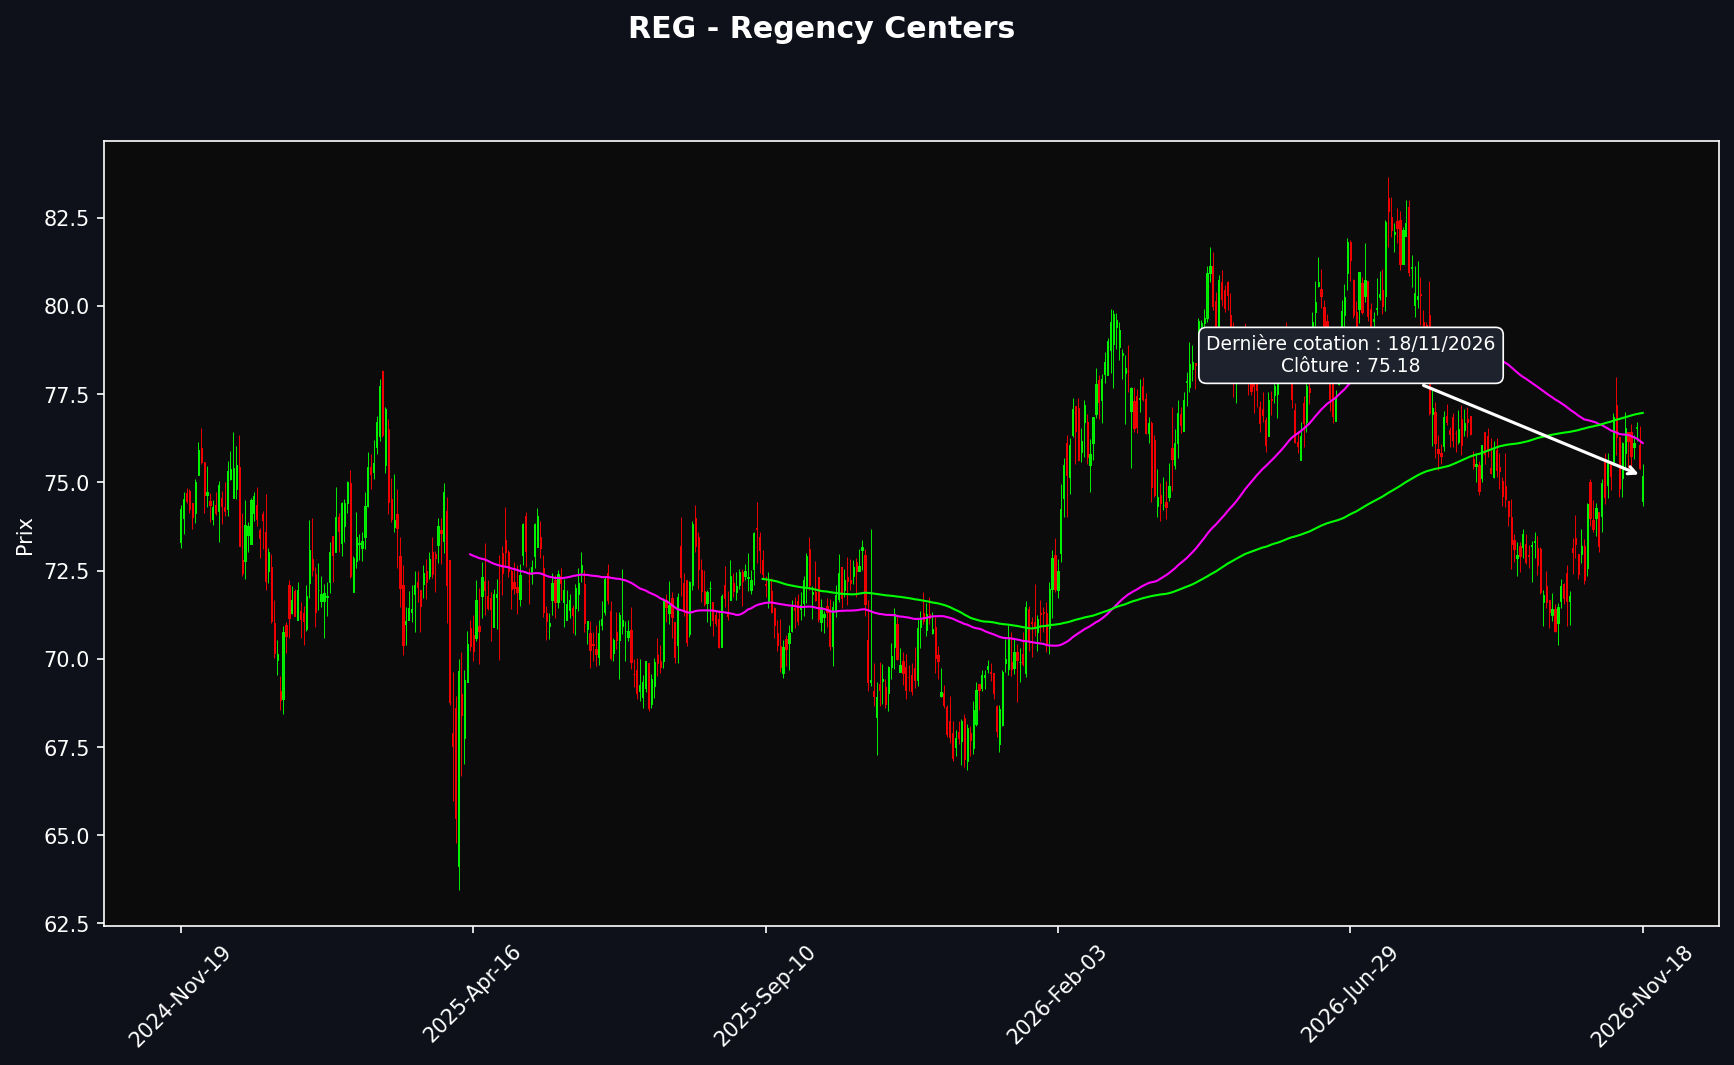 REG - Regency Centers
82.5
80.0
77.5
75.0
72.5
70.0
67.5
65.0
62.5
Prix
Dernière cotation : 18/11/2026
Clôture : 75.18
2024-Nov-19
2025-Apr-16
2025-Sep-10
2026-Feb-03
2026-Jun-29
2026-Nov-18